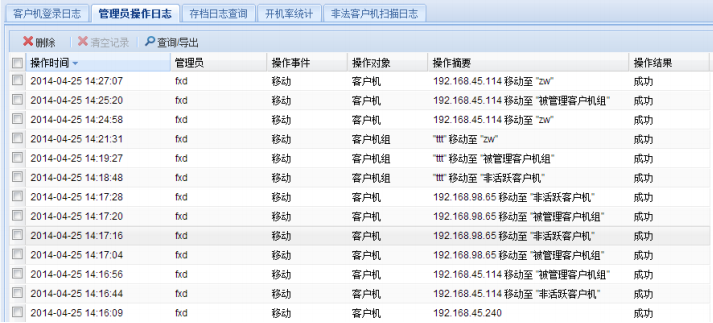 客户机登录日志 管理员操作日志 存档日志查询 开机率统计 非法客户机扫描日志
删除 清空记录 查询/导出
操作时间 管理员 操作事件 操作对象 操作摘要 操作结果
2014-04-25 14:27:07 fxd 移动 客户机 192.168.45.114 移动至 "zw" 成功
2014-04-25 14:25:20 fxd 移动 客户机 192.168.45.114 移动至 "被管理客户机组" 成功
2014-04-25 14:24:58 fxd 移动 客户机 192.168.45.114 移动至 "zw" 成功
2014-04-25 14:21:31 fxd 移动 客户机组 "ttt" 移动至 "zw" 成功
2014-04-25 14:19:27 fxd 移动 客户机组 "ttt" 移动至 "被管理客户机组" 成功
2014-04-25 14:18:48 fxd 移动 客户机组 "ttt" 移动至 "非活跃客户机" 成功
2014-04-25 14:17:28 fxd 移动 客户机 192.168.98.65 移动至 "非活跃客户机" 成功
2014-04-25 14:17:20 fxd 移动 客户机 192.168.98.65 移动至 "被管理客户机组" 成功
2014-04-25 14:17:16 fxd 移动 客户机 192.168.98.65 移动至 "非活跃客户机" 成功
2014-04-25 14:17:04 fxd 移动 客户机 192.168.98.65 移动至 "被管理客户机组" 成功
2014-04-25 14:16:56 fxd 移动 客户机 192.168.45.114 移动至 "被管理客户机组" 成功
2014-04-25 14:16:44 fxd 移动 客户机 192.168.45.114 移动至 "非活跃客户机" 成功
2014-04-25 14:16:09 fxd 移动 客户机 192.168.45.240 成功